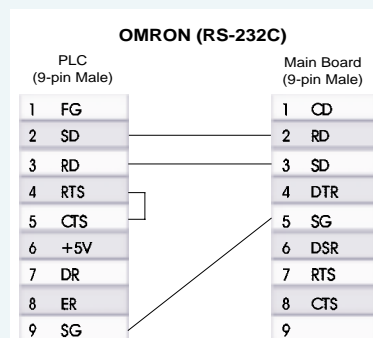 OMRON (RS-232C)
PLC
(9-pin Male)
Main Board
(9-pin Male)
1 FG
2 SD
3 RD
4 RTS
5 CTS
6 +5V
7 DR
8 ER
9 SG
1 CD
2 RD
3 SD
4 DTR
5 SG
6 DSR
7 RTS
8 CTS
9